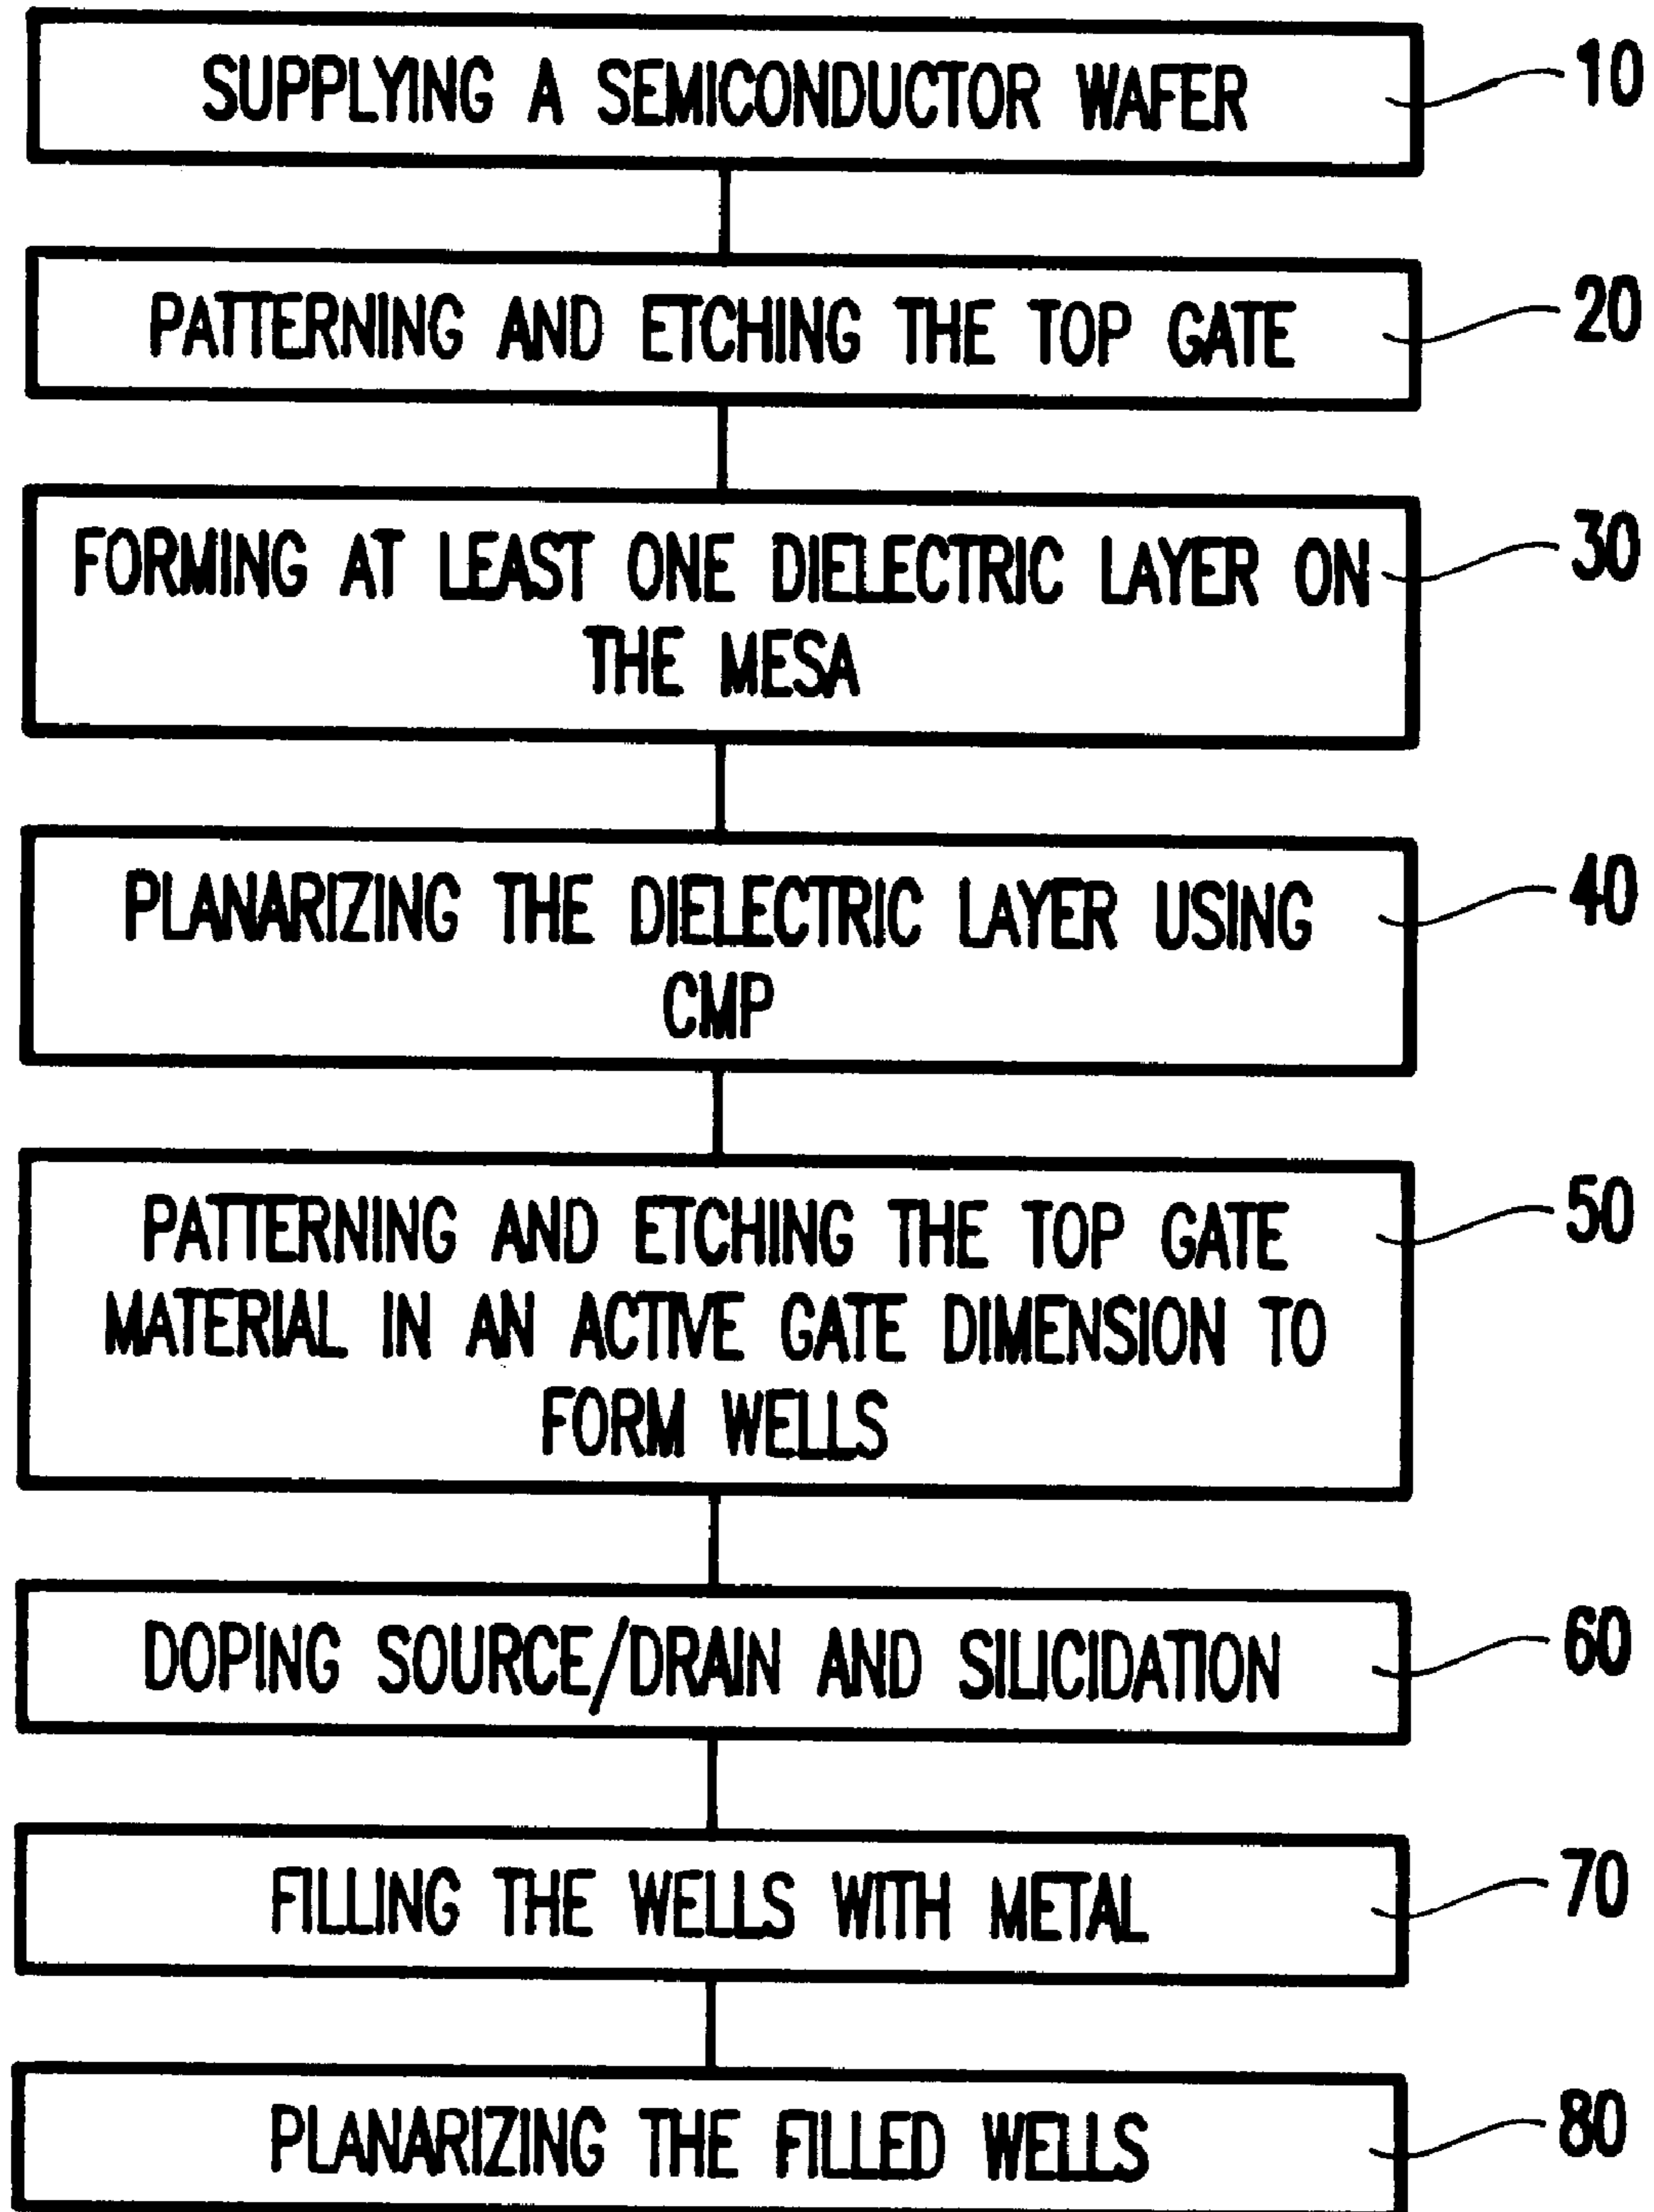 SUPPLYING A SEMICONDUCTOR WAFER
10
PATTERNING AND ETCHING THE TOP GATE
20
FORMING AT LEAST ONE DIELECTRIC LAYER ON
THE MESA
30
PLANARIZING THE DIELECTRIC LAYER USING
CMP
40
PATTERNING AND ETCHING THE TOP GATE
MATERIAL IN AN ACTIVE GATE DIMENSION TO
FORM WELLS
50
DOPING SOURCE/DRAIN AND SILICIDATION
60
FILLING THE WELLS WITH METAL
70
PLANARIZING THE FILLED WELLS
80